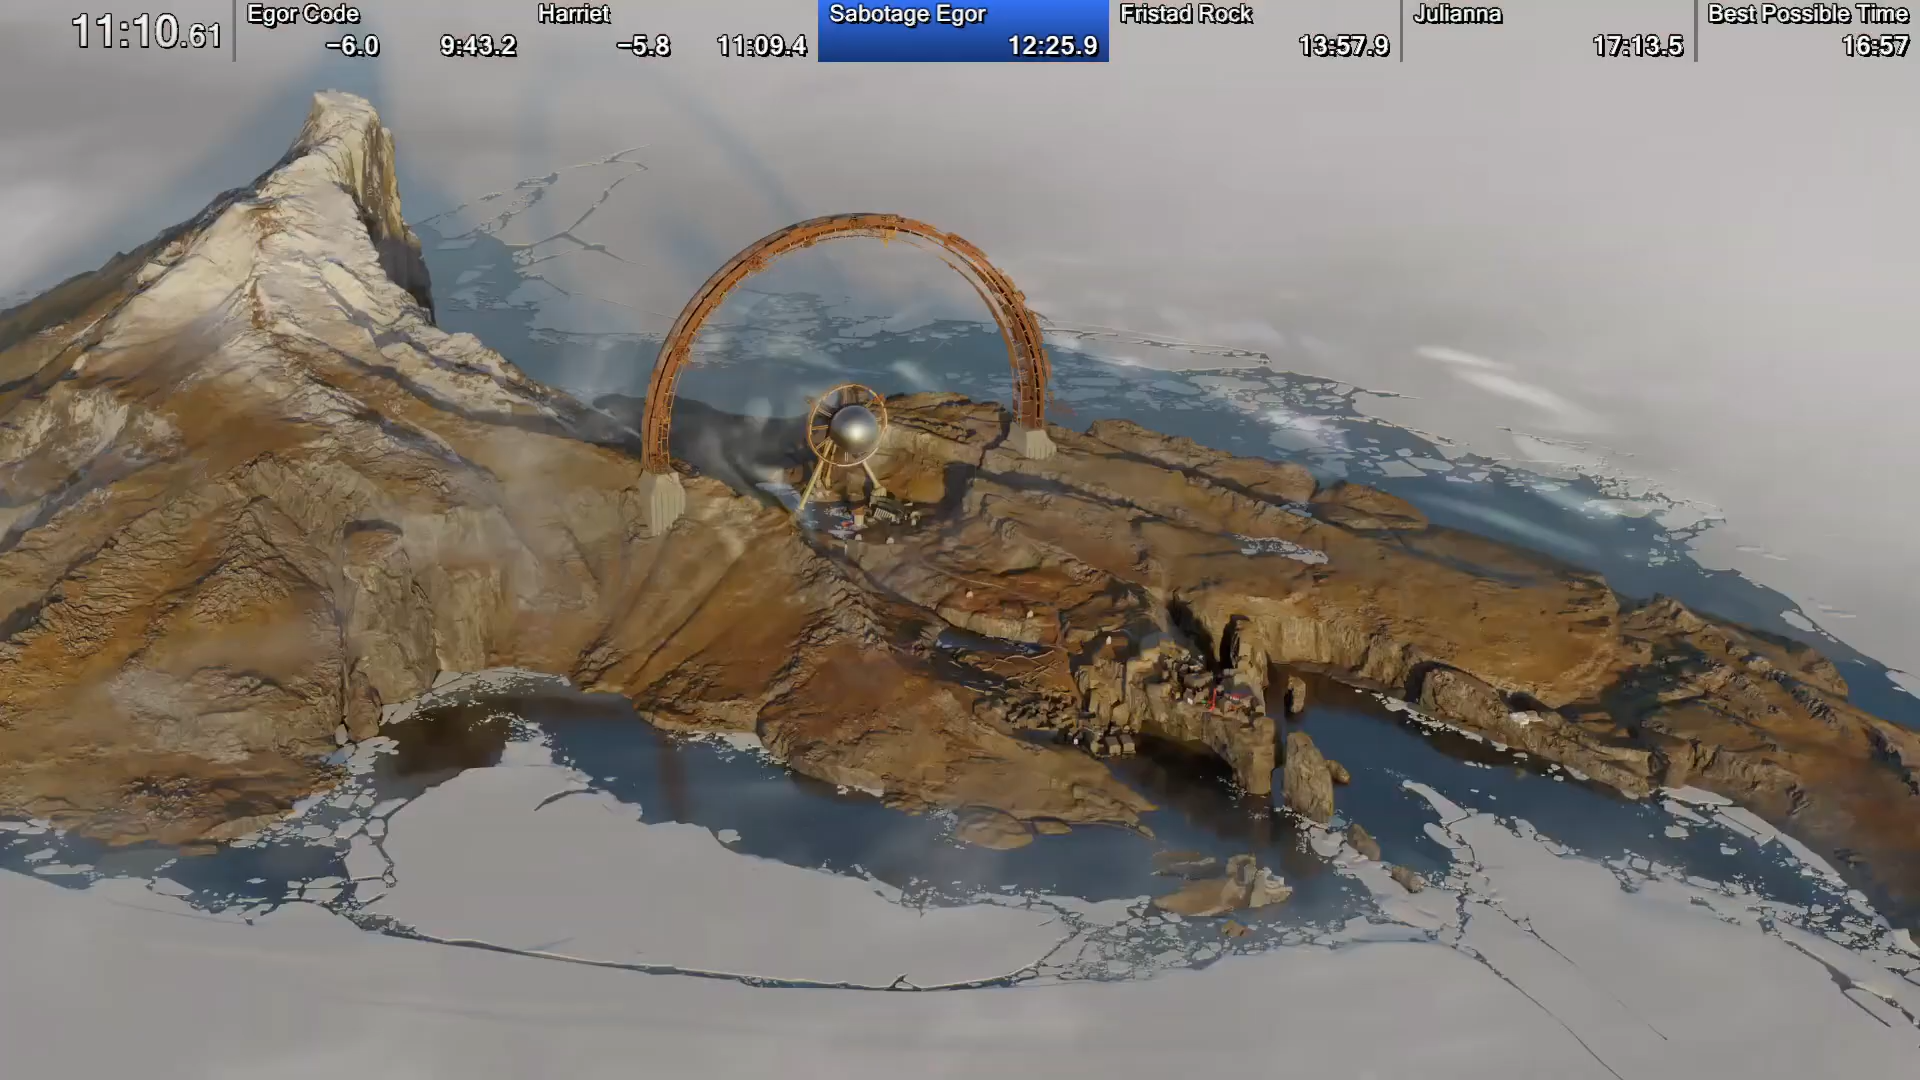 11:10.61
Egor Code
−6.0 9:43.2
Harriet
−5.8 11:09.4
Sabotage Egor
12:25.9
Fristad Rock
13:57.9
Julianna
17:13.5
Best Possible Time
16:57